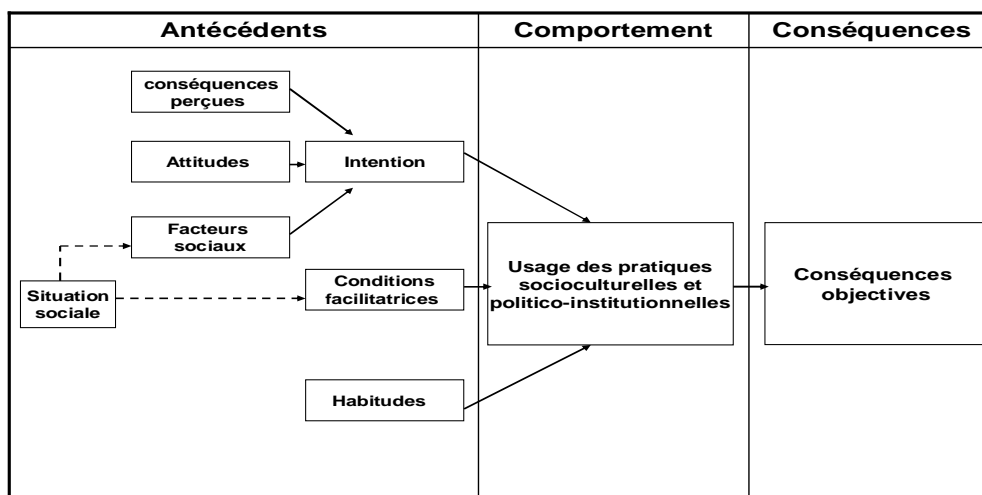 Antécédents
Comportement
Conséquences
conséquences
perçues
Attitudes
Intention
Facteurs
sociaux
Situation
sociale
Conditions
facilitatrices
Habitudes
Usage des pratiques
socioculturelles et
politico-institutionnelles
Conséquences
objectives